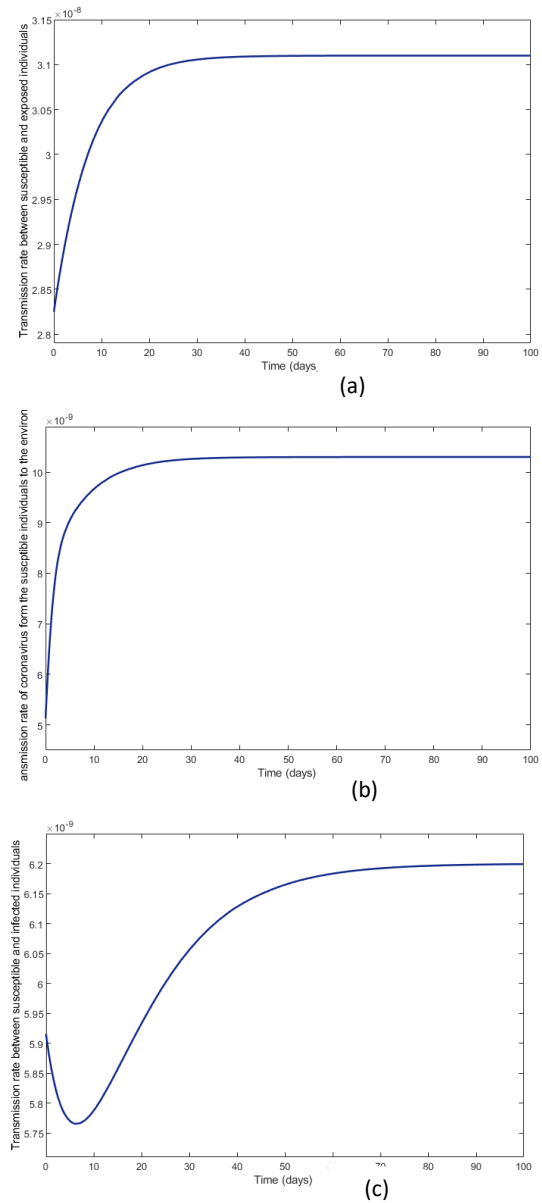 ×10⁻⁸
3.15
3.1
3.05
3
2.95
2.9
2.85
2.8
Transmission rate between susceptible and exposed individuals
0 10 20 30 40 50 60 70 80 90 100
Time (days
(a)
×10⁻⁹
10
9
8
7
6
5
ansmission rate of coronavirus form the suscptible individuals to the environ
0 10 20 30 40 50 60 70 80 90 100
Time (days)
(b)
×10⁻⁹
6.2
6.15
6.1
6.05
6
5.95
5.9
5.85
5.8
5.75
Transmission rate between susceptible and infected individuals
0 10 20 30 40 50 60 70 80 90 100
Time (days)
(c)